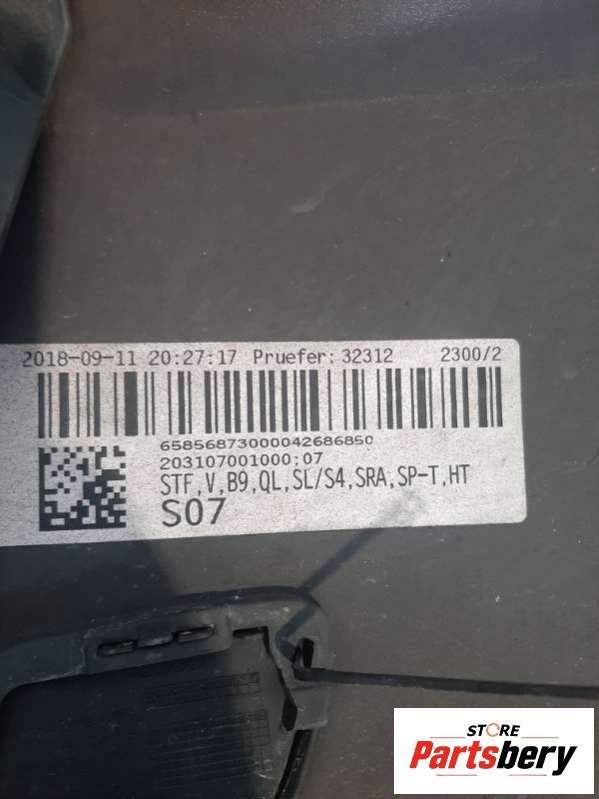 2018-09-11 20:27:17 Pruefer: 32312 2300/2
65856873000042686850
203107001000;07
STF,V,B9,QL,SL/S4,SRA,SP-T,HT
S07
STORE
Partsbery